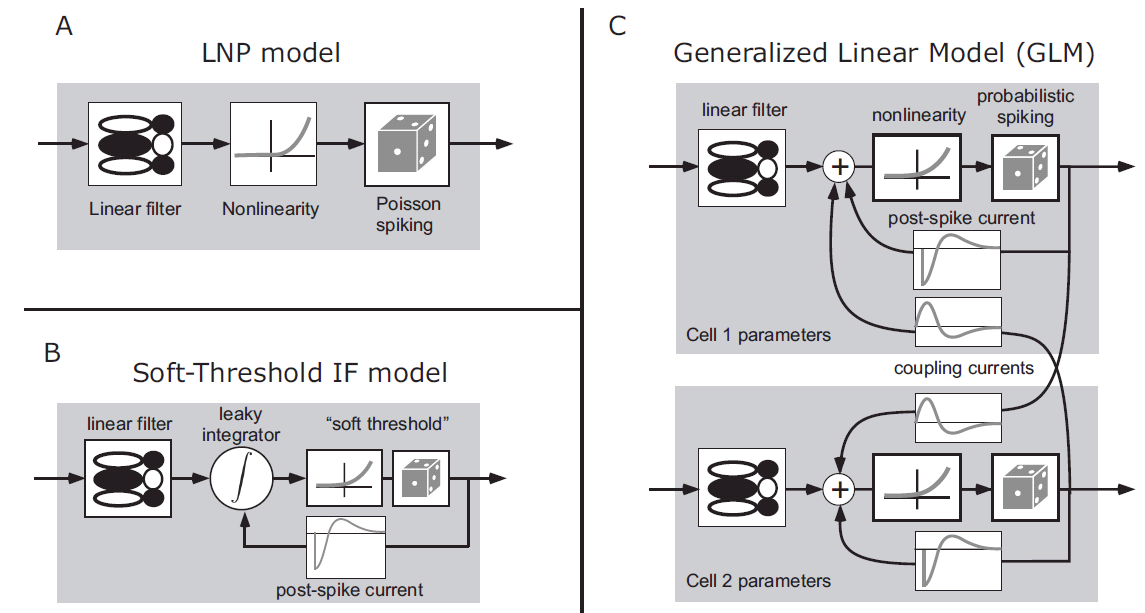 A
LNP model
Linear filter
Nonlinearity
Poisson
spiking
B
Soft-Threshold IF model
linear filter
leaky
integrator
“soft threshold”
∫
post-spike current
C
Generalized Linear Model (GLM)
linear filter
nonlinearity
probabilistic
spiking
+
post-spike current
Cell 1 parameters
coupling currents
+
Cell 2 parameters